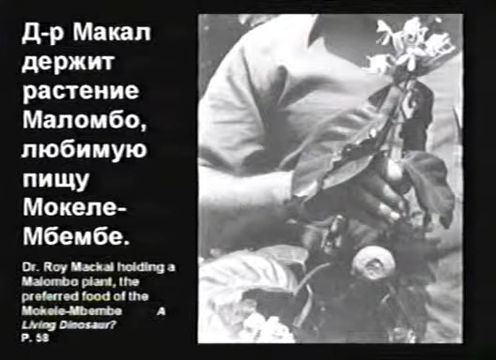 Д-р Макал
держит
растение
Маломбо,
любимую
пищу
Мокеле-
Мбембе.
Dr. Roy Mackal holding a
Malombo plant, the
preferred food of the
Mokele-Mbembe A
Living Dinosaur?
P. 58